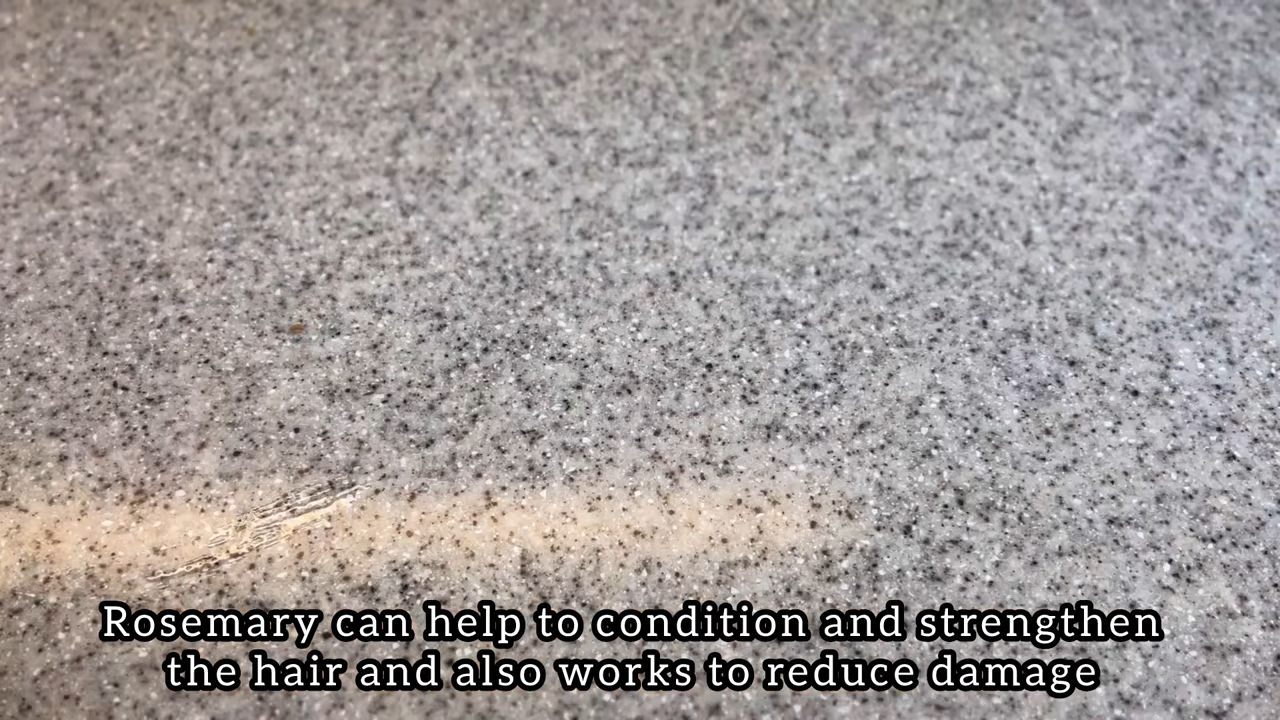 Rosemary can help to condition and strengthen
the hair and also works to reduce damage